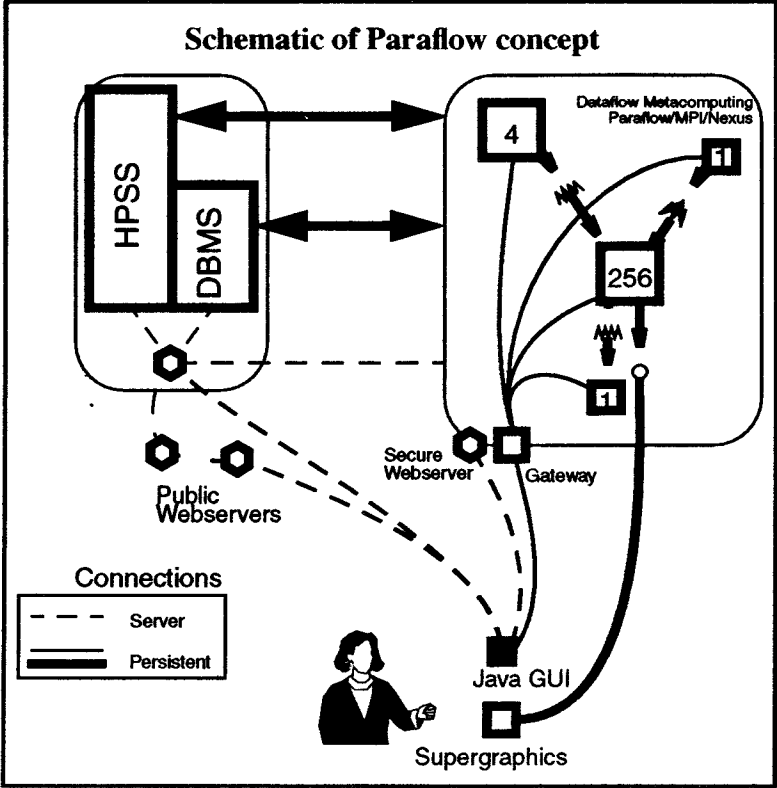 Schematic of Paraflow concept
Dataflow Metacomputing
Paraflow/MPI/Nexus
HPSS
DBMS
4
1
256
1
Secure
Webserver
Gateway
Public
Webservers
Connections
Server
Persistent
Java GUI
Supergraphics